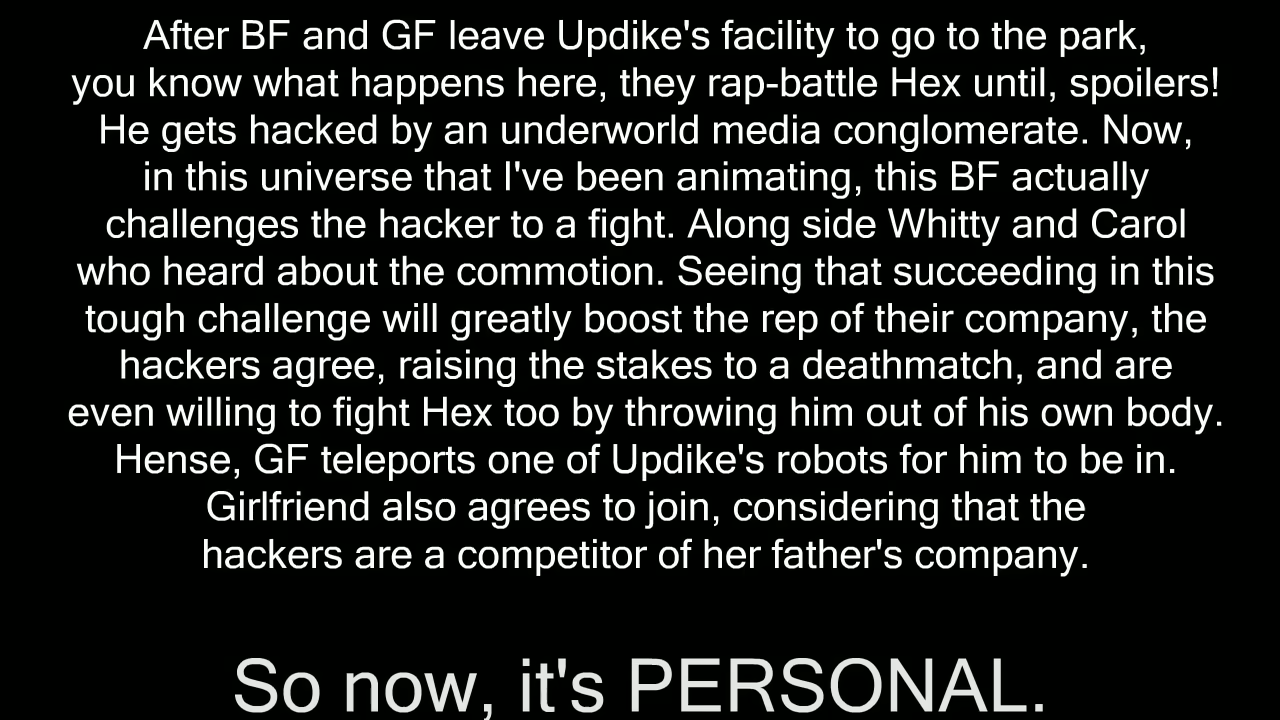 After BF and GF leave Updike's facility to go to the park,
you know what happens here, they rap-battle Hex until, spoilers!
He gets hacked by an underworld media conglomerate. Now,
in this universe that I've been animating, this BF actually
challenges the hacker to a fight. Along side Whitty and Carol
who heard about the commotion. Seeing that succeeding in this
tough challenge will greatly boost the rep of their company, the
hackers agree, raising the stakes to a deathmatch, and are
even willing to fight Hex too by throwing him out of his own body.
Hense, GF teleports one of Updike's robots for him to be in.
Girlfriend also agrees to join, considering that the
hackers are a competitor of her father's company.
So now, it's PERSONAL.